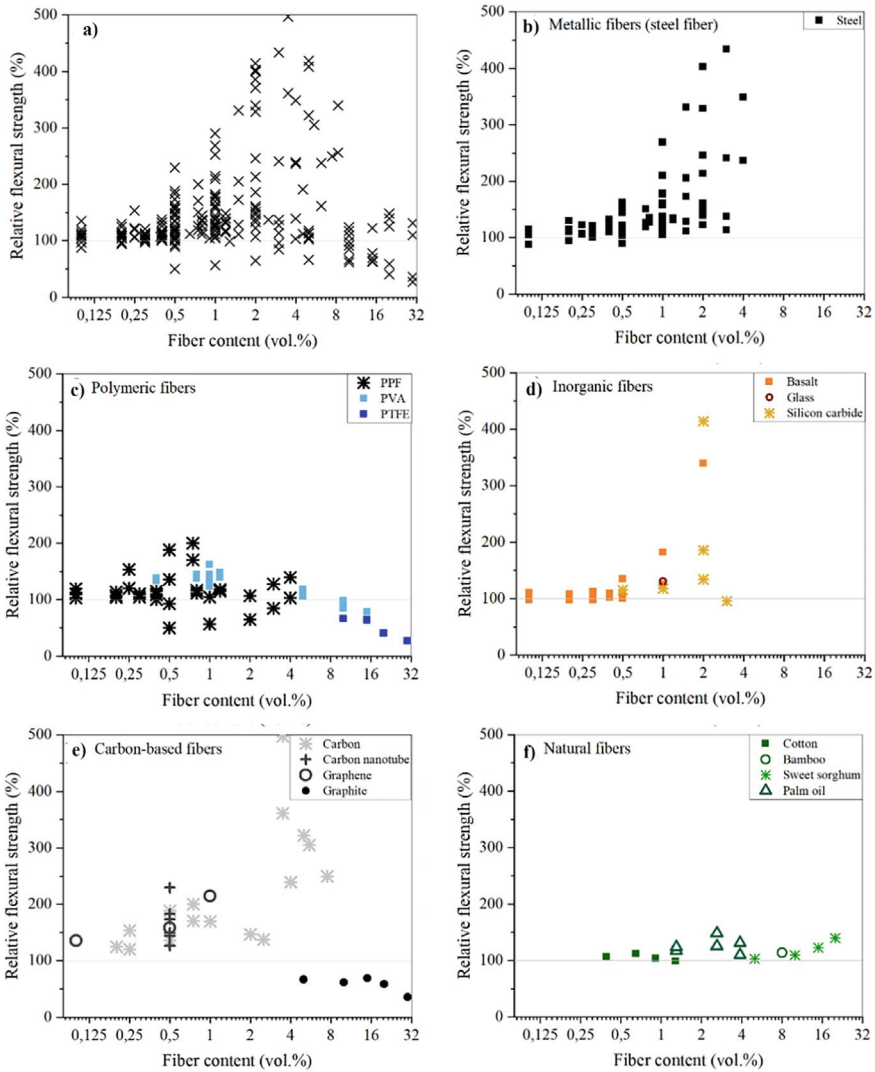 a)
500
400
300
200
100
0
Relative flexural strength (%)
0,125 0,25 0,5 1 2 4 8 16 32
Fiber content (vol.%)
b) Metallic fibers (steel fiber)
Steel
500
400
300
200
100
0
Relative flexural strength (%)
0,125 0,25 0,5 1 2 4 8 16 32
Fiber content (vol.%)
c) Polymeric fibers
PPF
PVA
PTFE
500
400
300
200
100
0
Relative flexural strength (%)
0,125 0,25 0,5 1 2 4 8 16 32
Fiber content (vol.%)
d) Inorganic fibers
Basalt
Glass
Silicon carbide
500
400
300
200
100
0
Relative flexural strength (%)
0,125 0,25 0,5 1 2 4 8 16 32
Fiber content (vol.%)
e) Carbon-based fibers
Carbon
Carbon nanotube
Graphene
Graphite
500
400
300
200
100
0
Relative flexural strength (%)
0,125 0,25 0,5 1 2 4 8 16 32
Fiber content (vol.%)
f) Natural fibers
Cotton
Bamboo
Sweet sorghum
Palm oil
500
400
300
200
100
0
Relative flexural strength (%)
0,125 0,25 0,5 1 2 4 8 16 32
Fiber content (vol.%)